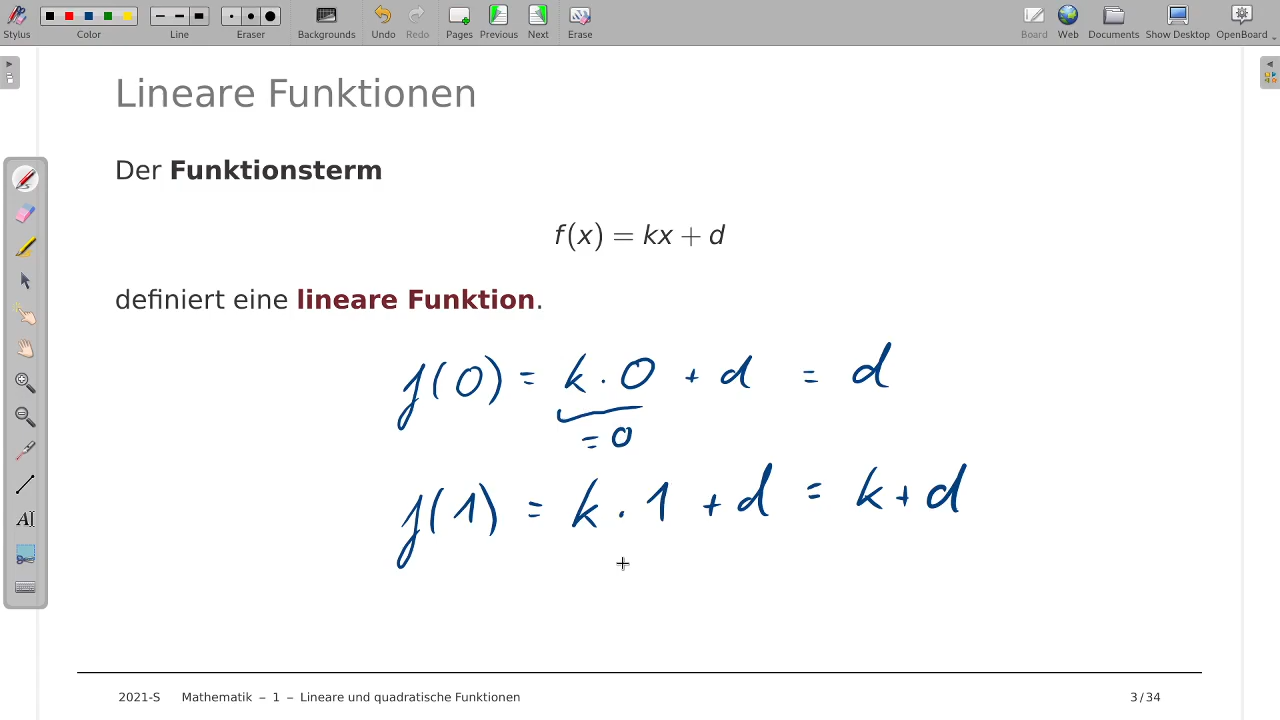 Stylus Color Line Eraser Backgrounds Undo Redo Pages Previous Next Erase Board Web Documents Show Desktop OpenBoard
Lineare Funktionen
Der Funktionsterm
f(x) = kx + d
definiert eine lineare Funktion.
f(0) = k · 0 + d = d
= 0
f(1) = k · 1 + d = k + d
AI
2021-S Mathematik – 1 – Lineare und quadratische Funktionen 3 / 34